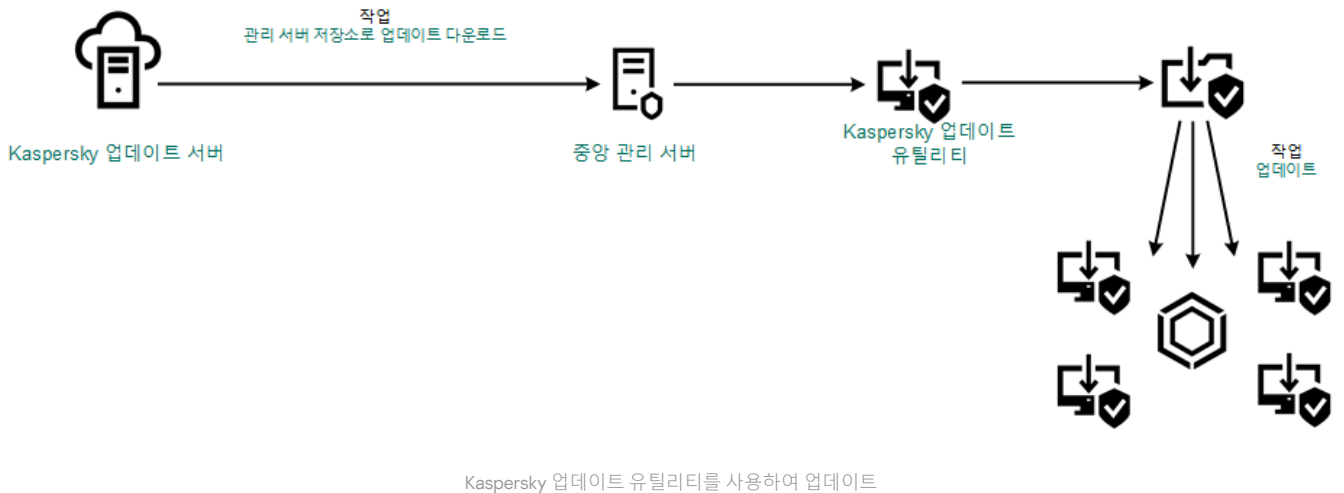 작업
관리 서버 저장소로 업데이트 다운로드
Kaspersky 업데이트 서버
중앙 관리 서버
Kaspersky 업데이트
유틸리티
작업
업데이트
Kaspersky 업데이트 유틸리티를 사용하여 업데이트